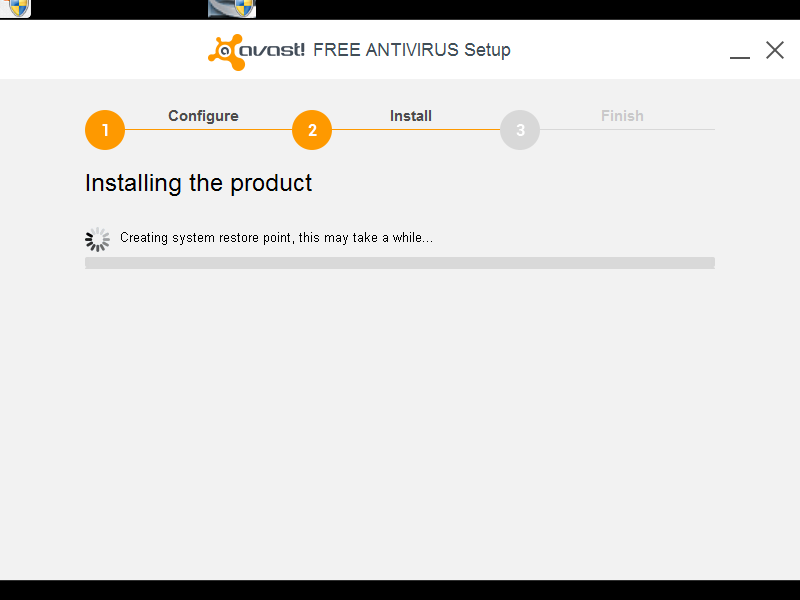 avast! FREE ANTIVIRUS Setup
1 Configure 2 Install 3 Finish
Installing the product
Creating system restore point, this may take a while...